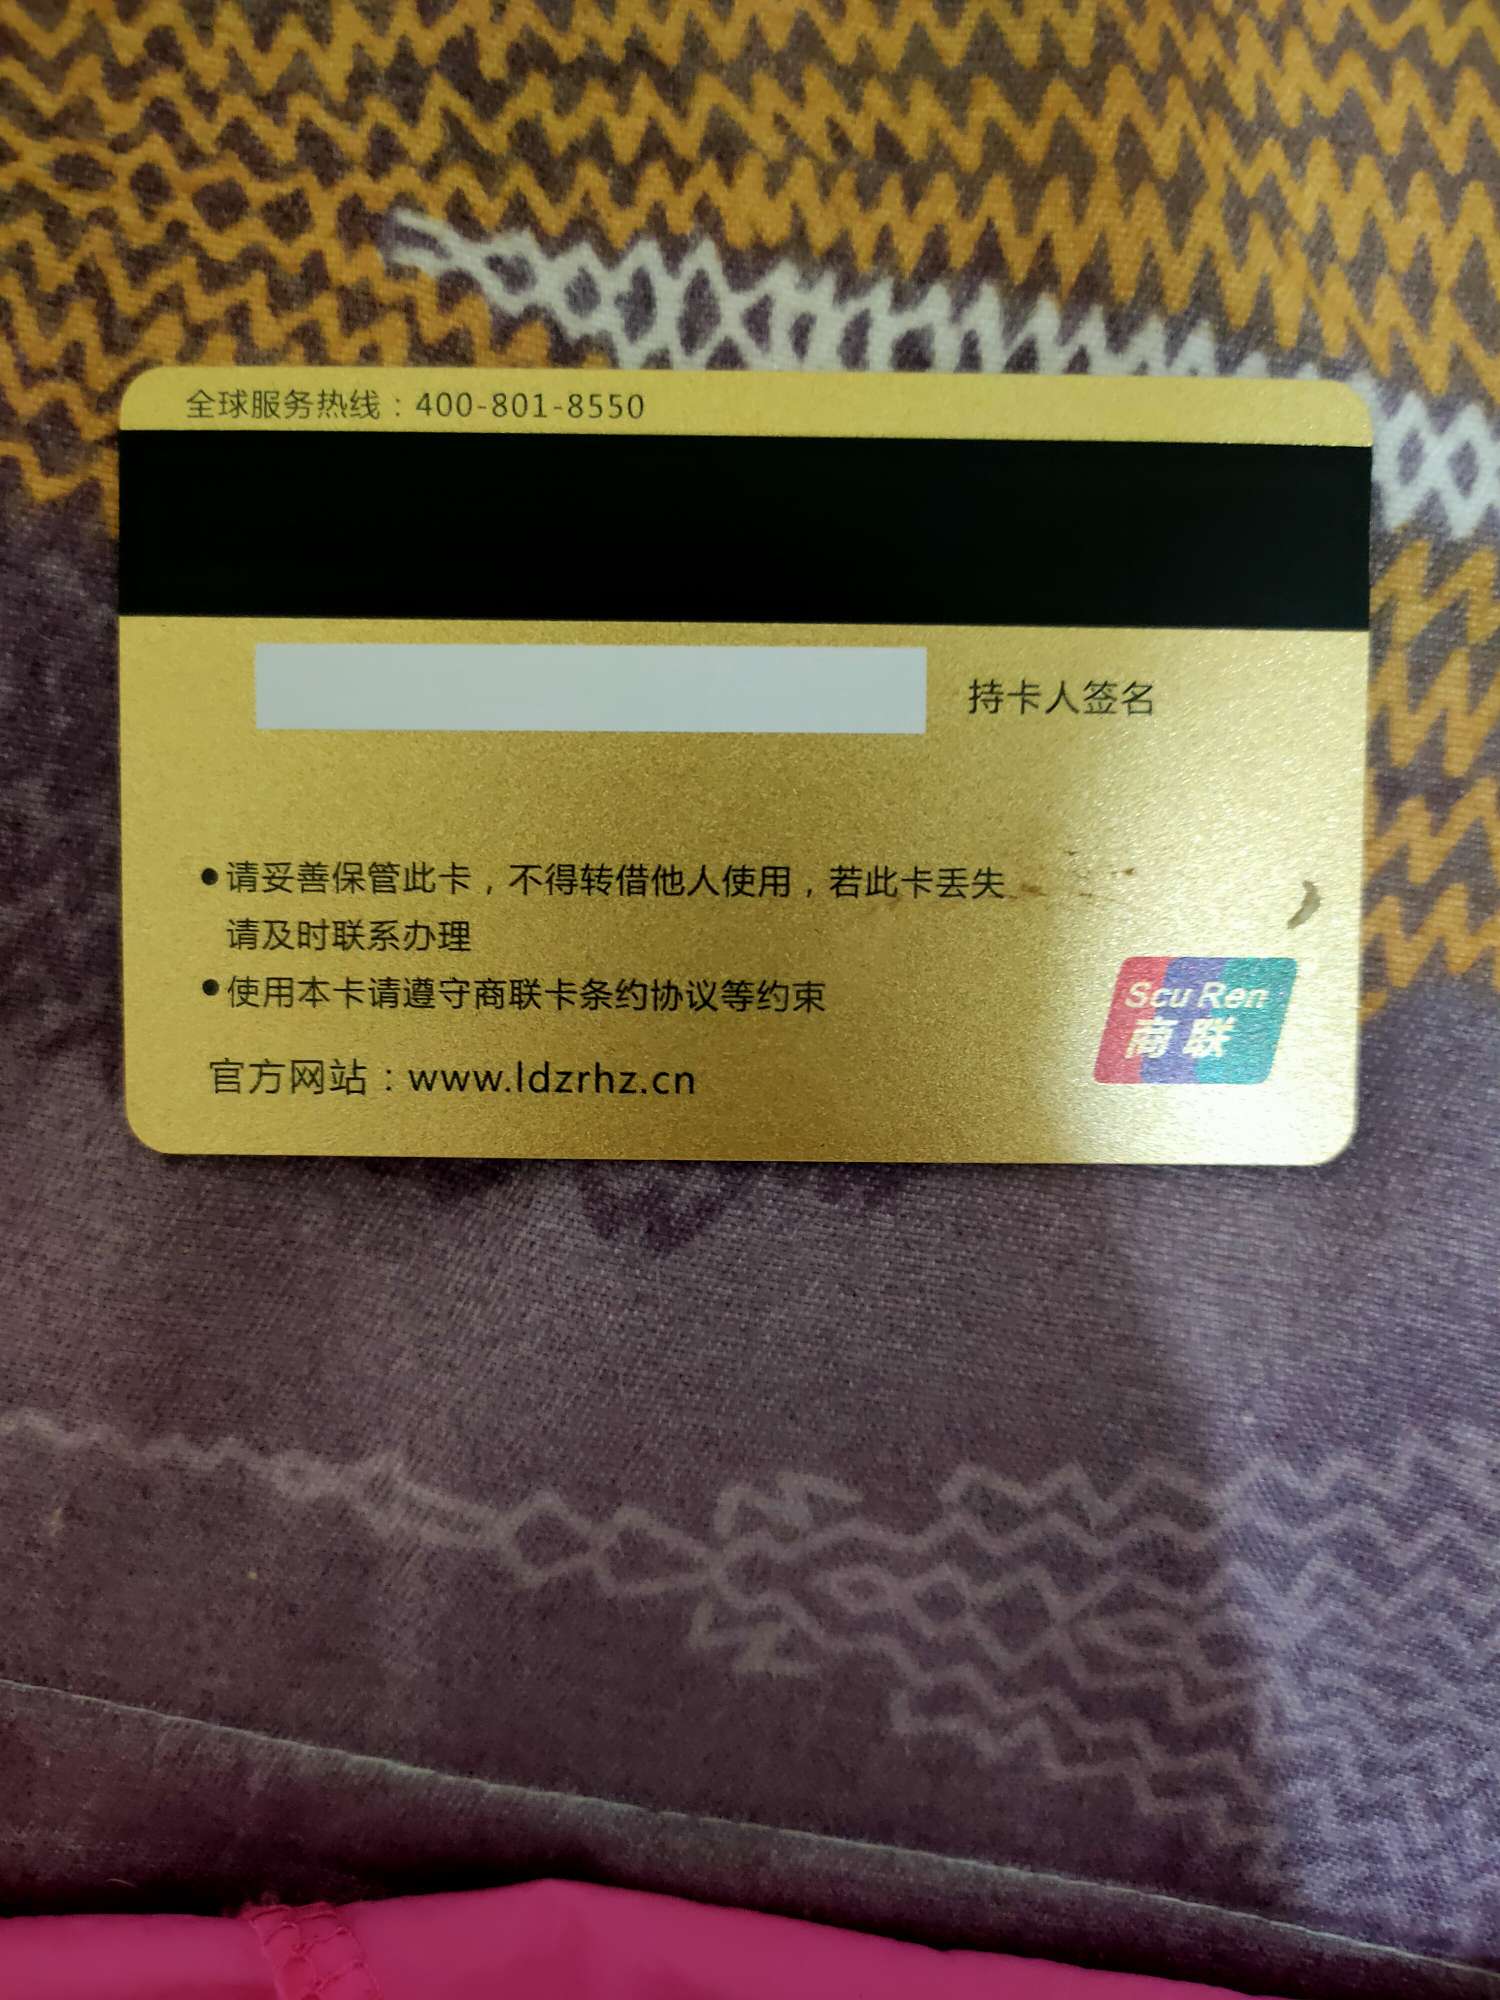 全球服务热线：400-801-8550
持卡人签名
●请妥善保管此卡，不得转借他人使用，若此卡丢失
请及时联系办理
●使用本卡请遵守商联卡条约协议等约束
Scu Ren
商联
官方网站：www.ldzrhz.cn